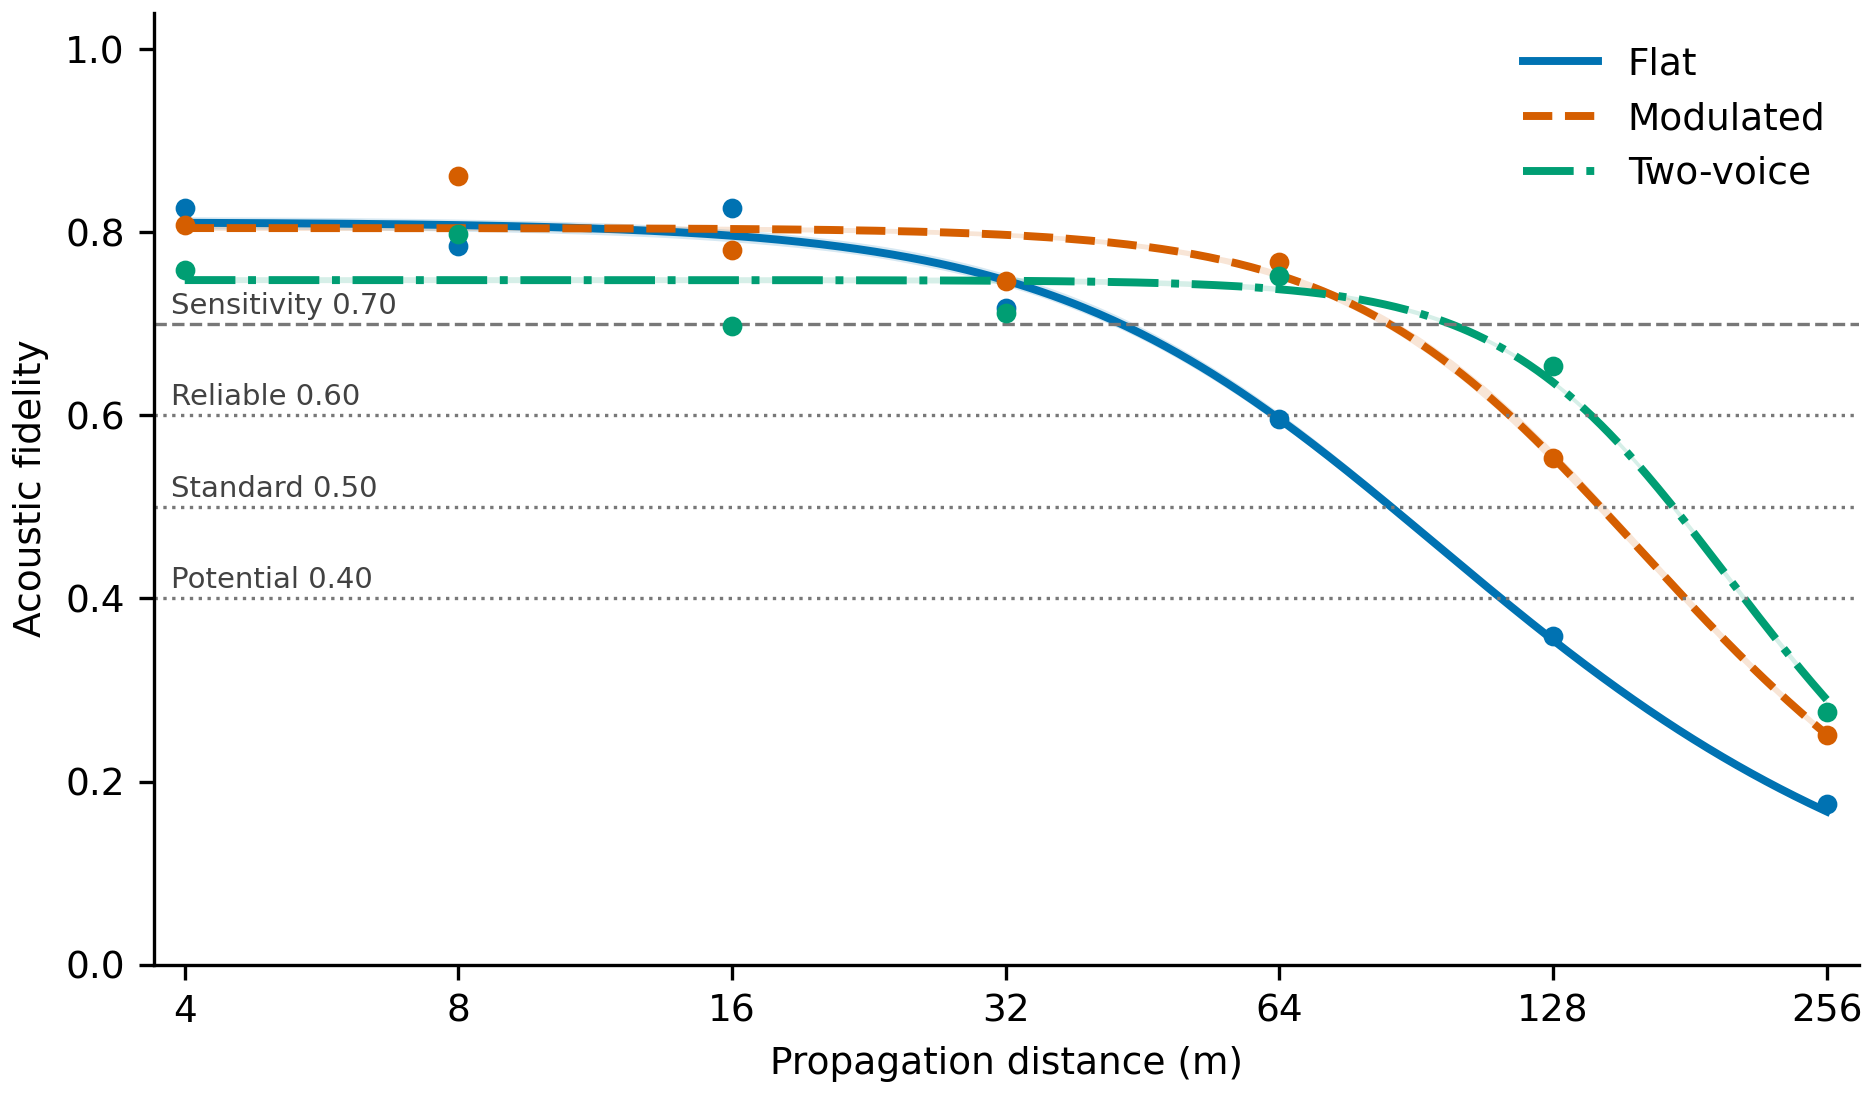 1.0
0.8
0.6
0.4
0.2
0.0
Acoustic fidelity
Flat
Modulated
Two-voice
Sensitivity 0.70
Reliable 0.60
Standard 0.50
Potential 0.40
4 8 16 32 64 128 256
Propagation distance (m)